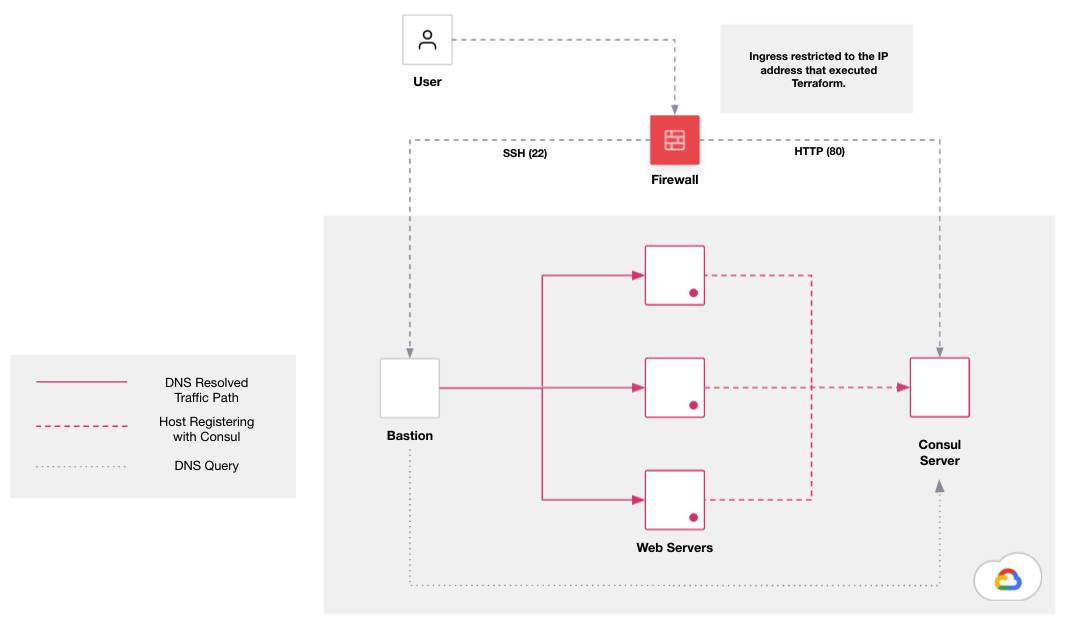 User
Ingress restricted to the IP
address that executed
Terraform.
SSH (22)
HTTP (80)
Firewall
DNS Resolved
Traffic Path
Host Registering
with Consul
DNS Query
Bastion
Consul
Server
Web Servers